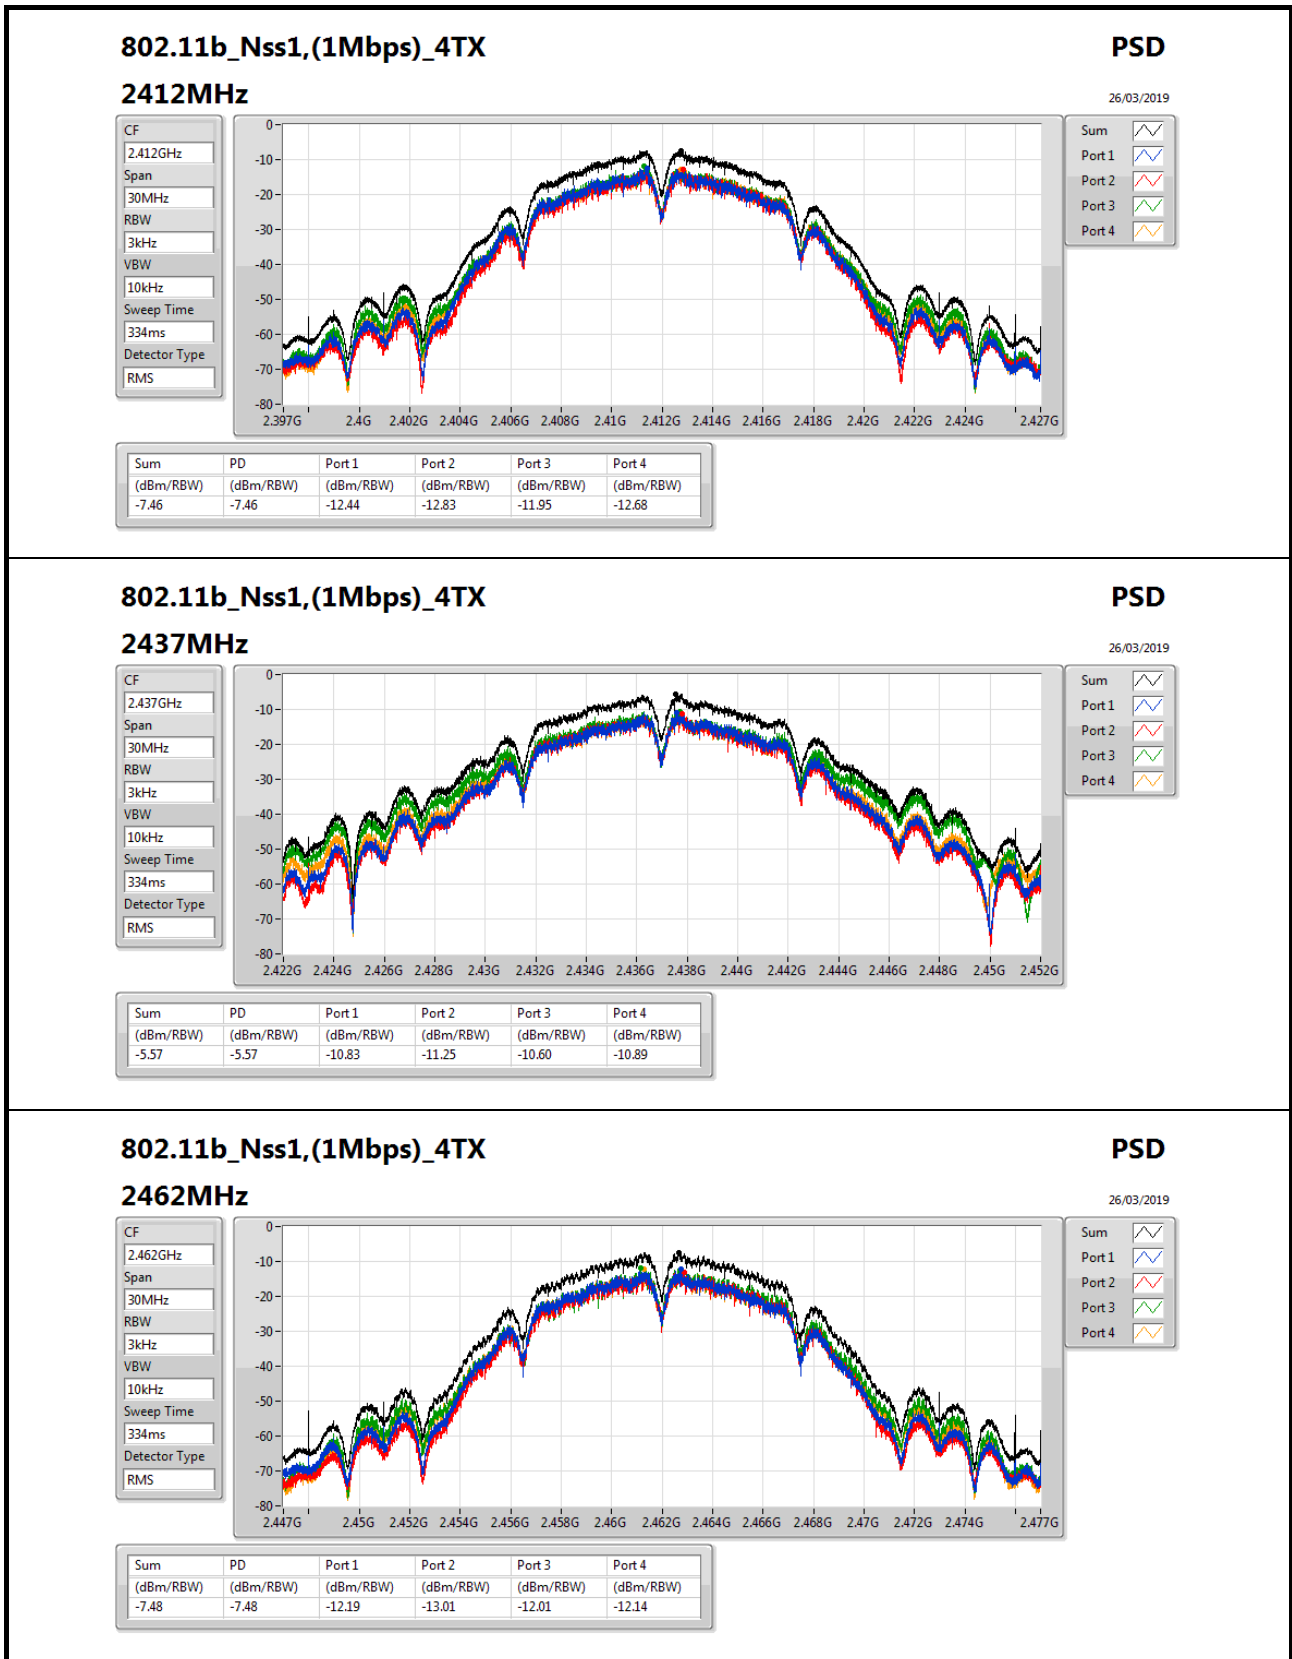 802.11b_Nss1,(1Mbps)_4TX PSD
2412MHz 26/03/2019
CF
2.412GHz
Span
30MHz
RBW
3kHz
VBW
10kHz
Sweep Time
334ms
Detector Type
RMS
0
-10
-20
-30
-40
-50
-60
-70
-80
2.397G 2.4G 2.402G 2.404G 2.406G 2.408G 2.41G 2.412G 2.414G 2.416G 2.418G 2.42G 2.422G 2.424G 2.427G
Sum
Port 1
Port 2
Port 3
Port 4
Sum PD Port 1 Port 2 Port 3 Port 4
(dBm/RBW) (dBm/RBW) (dBm/RBW) (dBm/RBW) (dBm/RBW) (dBm/RBW)
-7.46 -7.46 -12.44 -12.83 -11.95 -12.68
802.11b_Nss1,(1Mbps)_4TX PSD
2437MHz 26/03/2019
CF
2.437GHz
Span
30MHz
RBW
3kHz
VBW
10kHz
Sweep Time
334ms
Detector Type
RMS
0
-10
-20
-30
-40
-50
-60
-70
-80
2.422G 2.424G 2.426G 2.428G 2.43G 2.432G 2.434G 2.436G 2.438G 2.44G 2.442G 2.444G 2.446G 2.448G 2.45G 2.452G
Sum
Port 1
Port 2
Port 3
Port 4
Sum PD Port 1 Port 2 Port 3 Port 4
(dBm/RBW) (dBm/RBW) (dBm/RBW) (dBm/RBW) (dBm/RBW) (dBm/RBW)
-5.57 -5.57 -10.83 -11.25 -10.60 -10.89
802.11b_Nss1,(1Mbps)_4TX PSD
2462MHz 26/03/2019
CF
2.462GHz
Span
30MHz
RBW
3kHz
VBW
10kHz
Sweep Time
334ms
Detector Type
RMS
0
-10
-20
-30
-40
-50
-60
-70
-80
2.447G 2.45G 2.452G 2.454G 2.456G 2.458G 2.46G 2.462G 2.464G 2.466G 2.468G 2.47G 2.472G 2.474G 2.477G
Sum
Port 1
Port 2
Port 3
Port 4
Sum PD Port 1 Port 2 Port 3 Port 4
(dBm/RBW) (dBm/RBW) (dBm/RBW) (dBm/RBW) (dBm/RBW) (dBm/RBW)
-7.48 -7.48 -12.19 -13.01 -12.01 -12.14